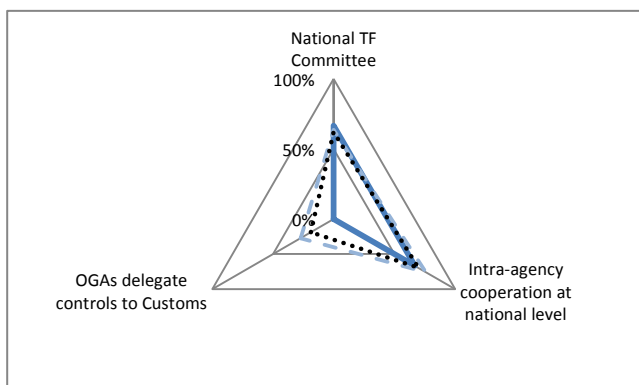 National TF
Committee
100%
50%
0%
OGAs delegate
controls to Customs
Intra-agency
cooperation at
national level